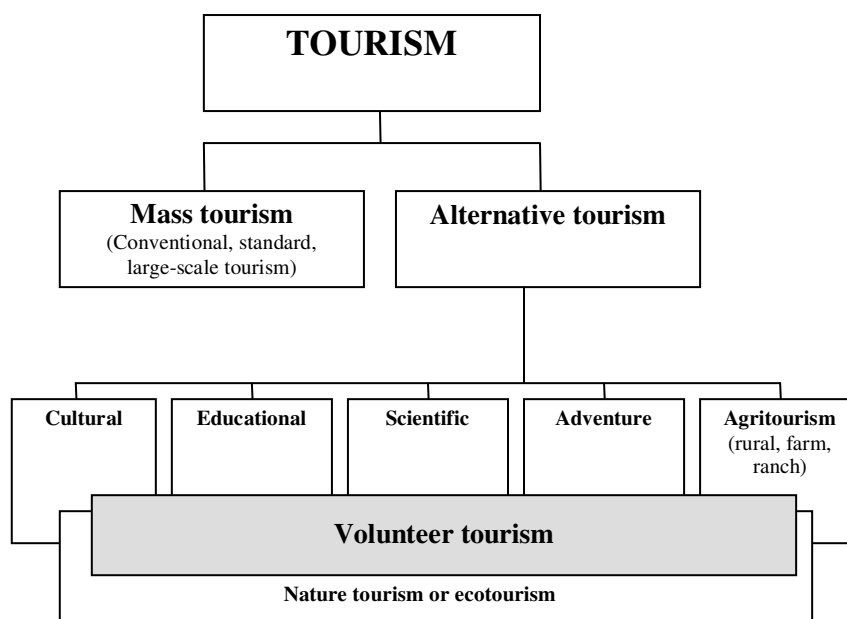 TOURISM
Mass tourism
(Conventional, standard,
large-scale tourism)
Alternative tourism
Cultural
Educational
Scientific
Adventure
Agritourism
(rural, farm,
ranch)
Volunteer tourism
Nature tourism or ecotourism